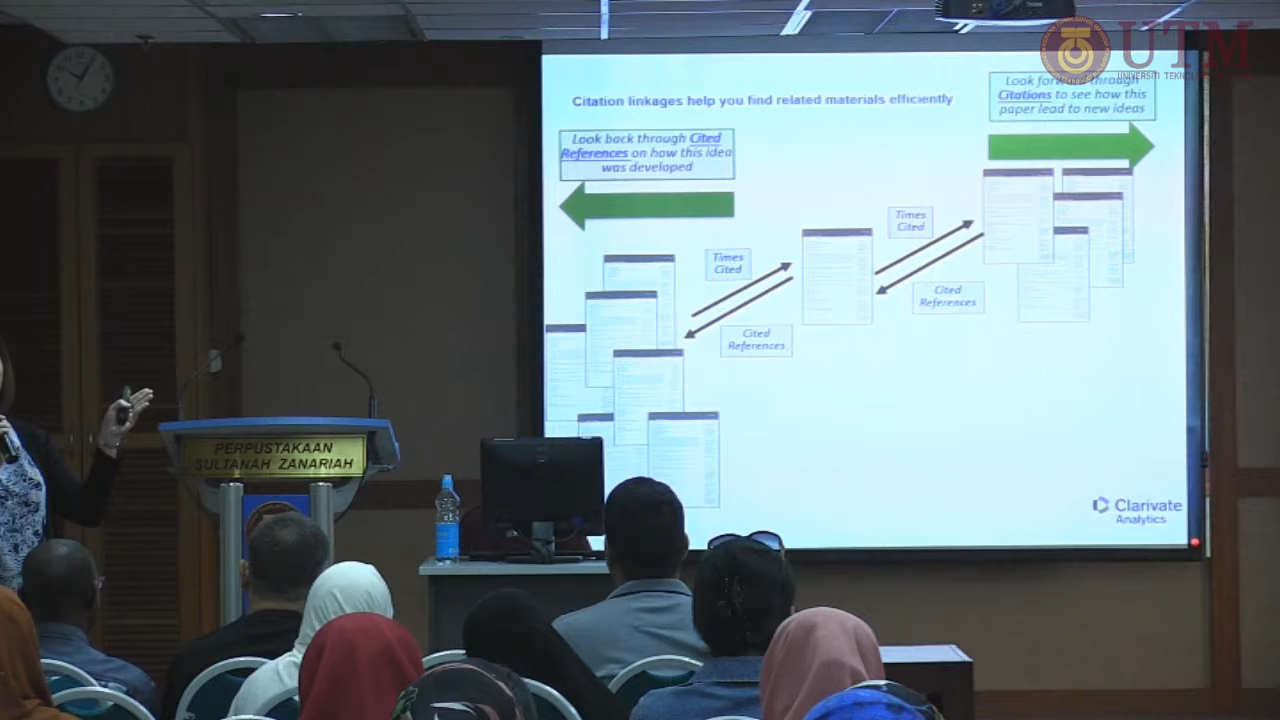 UTM
Citation linkages help you find related materials efficiently
Look forward through
Citations to see how this
paper lead to new ideas
Look back through Cited
References on how this idea
was developed
Times
Cited
Times
Cited
Cited
References
Cited
References
Clarivate
Analytics
PERPUSTAKAAN
SULTANAH ZANARIAH